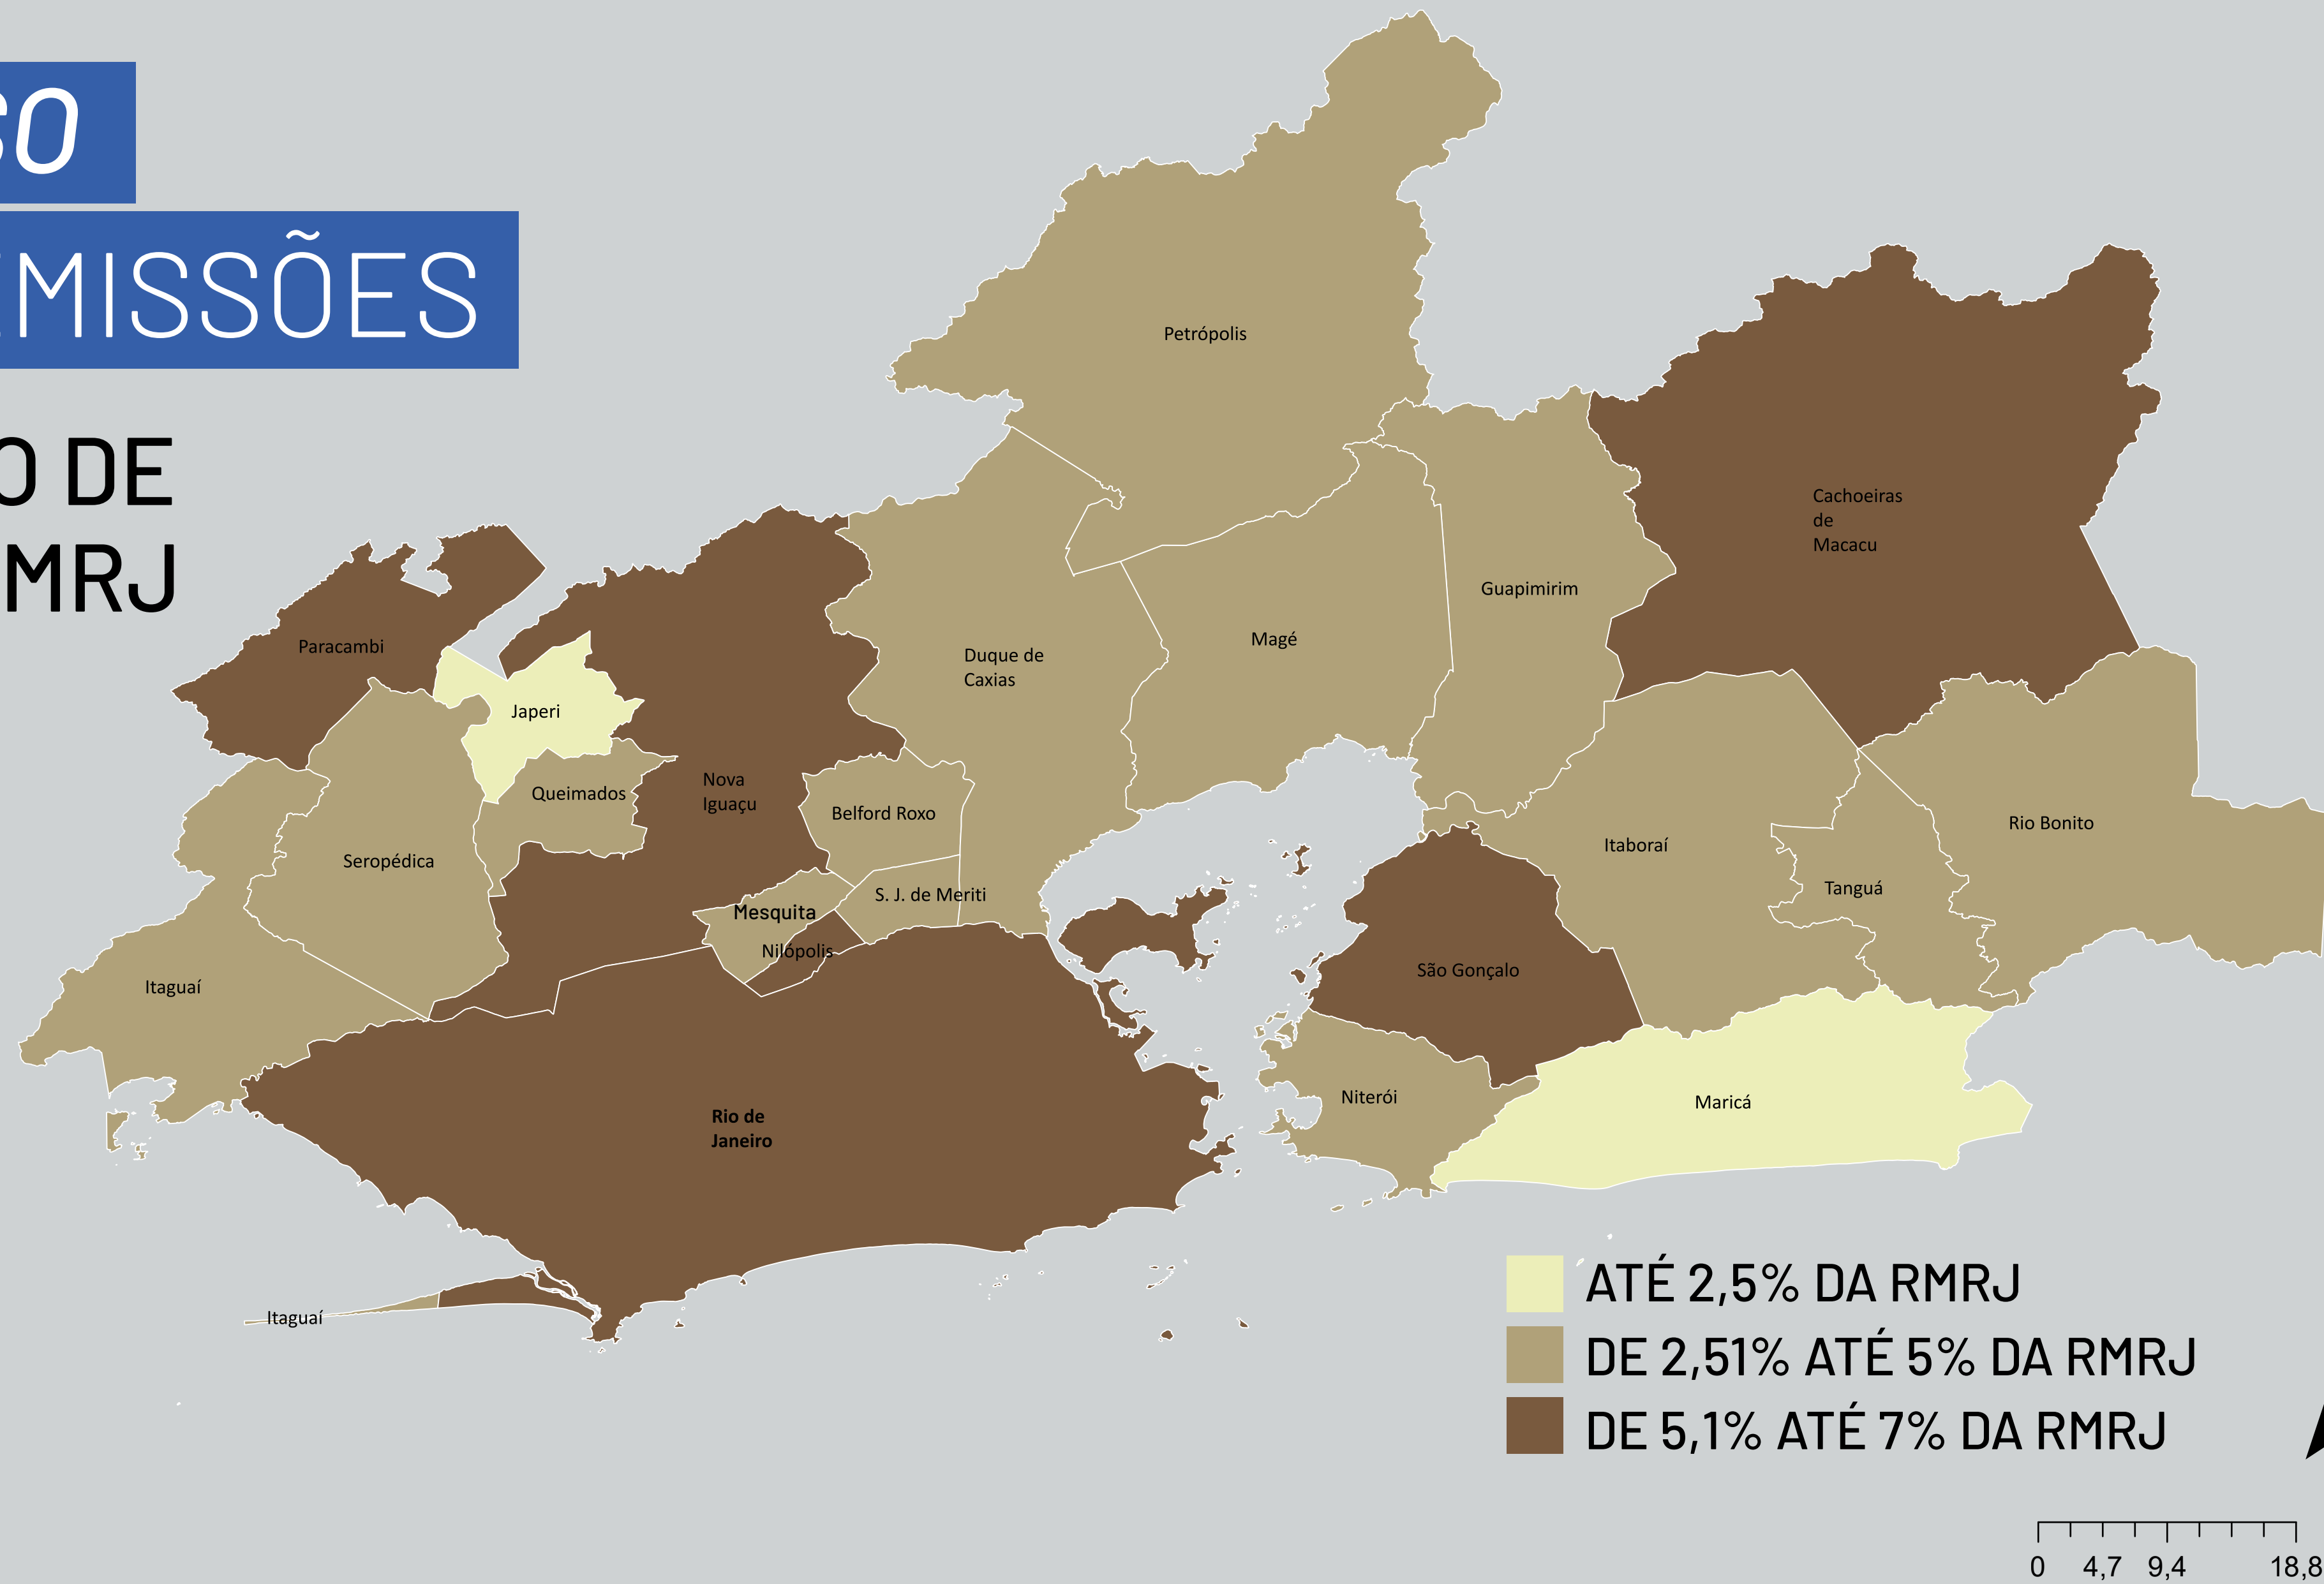 SO
EMISSÕES
O DE
MRJ
Petrópolis
Cachoeiras
de
Macacu
Guapimirim
Magé
Paracambi
Duque de
Caxias
Japeri
Nova
Iguaçu
Queimados
Belford Roxo
Rio Bonito
Itaboraí
Seropédica
Tanguá
S. J. de Meriti
Mesquita
Nilópolis
São Gonçalo
Itaguaí
Niterói
Maricá
Rio de
Janeiro
Itaguaí
ATÉ 2,5% DA RMRJ
DE 2,51% ATÉ 5% DA RMRJ
DE 5,1% ATÉ 7% DA RMRJ
0 4,7 9,4 18,8